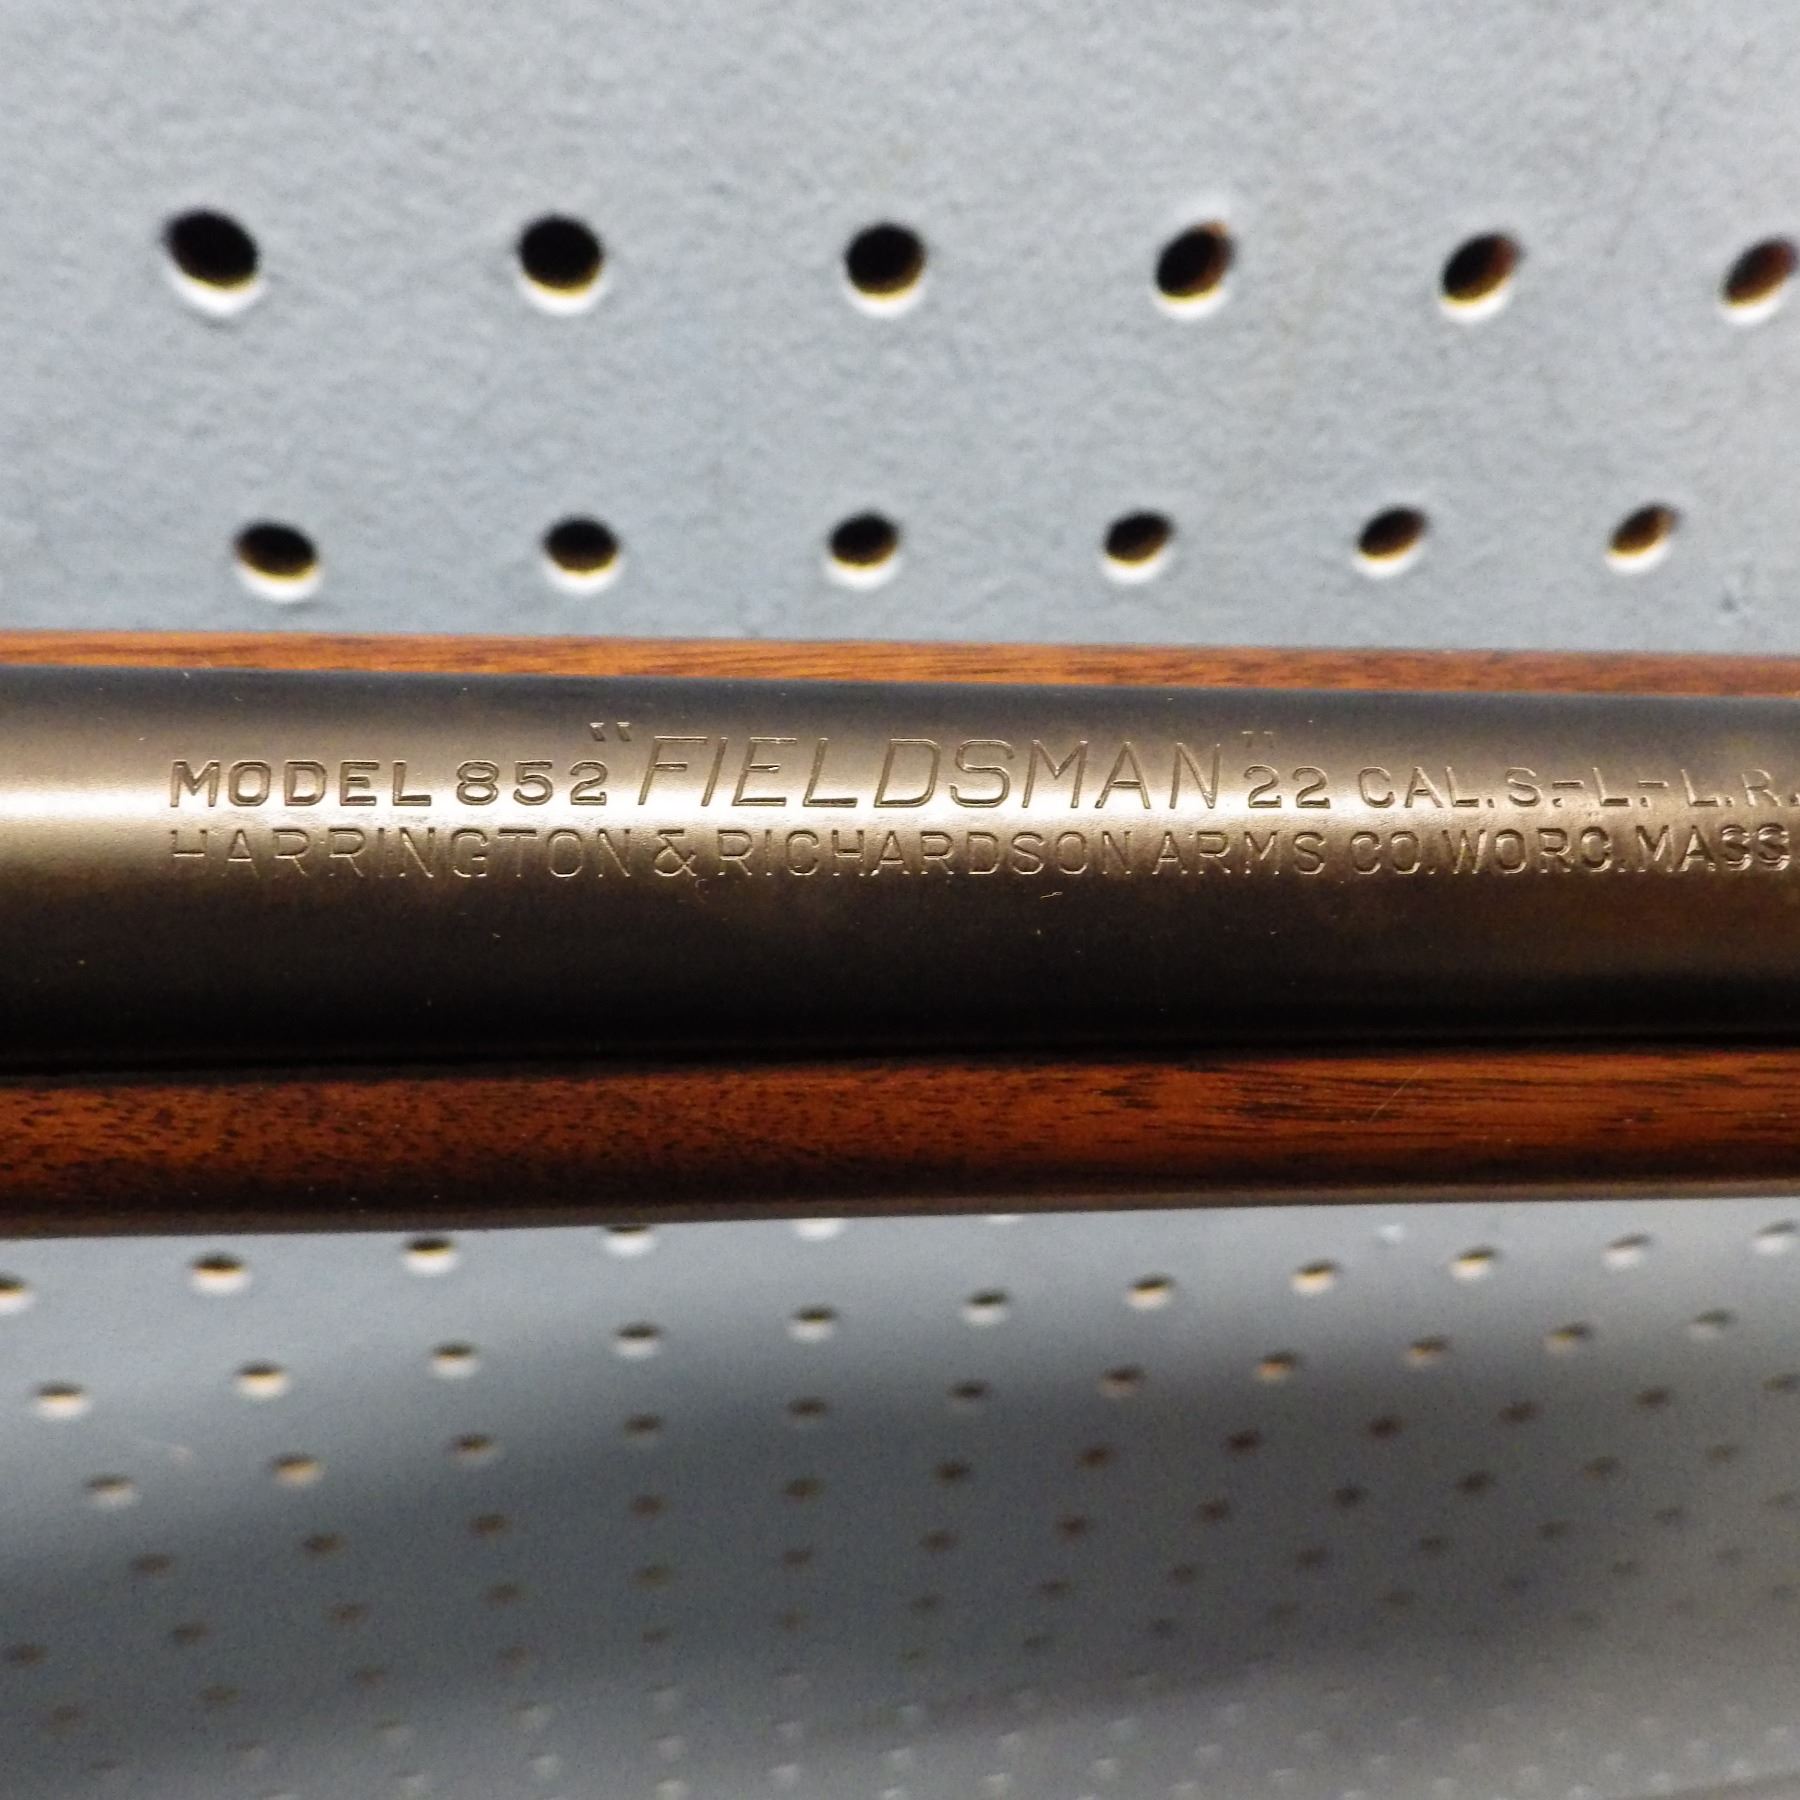 MODEL 852 "FIELDSMAN" 22 CAL. S.-L.-L.R.
HARRINGTON & RICHARDSON ARMS CO. WORC. MASS